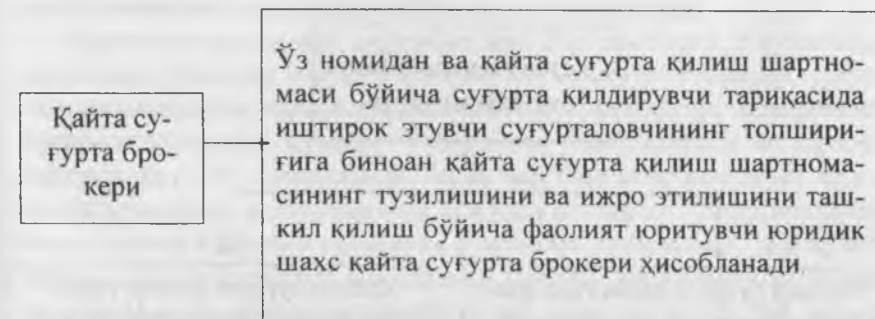 Қайта су-
ғурта бро-
кери
Ўз номидан ва қайта суғурта қилиш шартно-
маси бўйича суғурта қилдирувчи тариқасида
иштирок этувчи суғурталовчининг топшири-
ғига биноан қайта суғурта қилиш шартнома-
сининг тузилишини ва ижро этилишини таш-
кил қилиш бўйича фаолият юритувчи юридик
шахс қайта суғурта брокери ҳисобланади